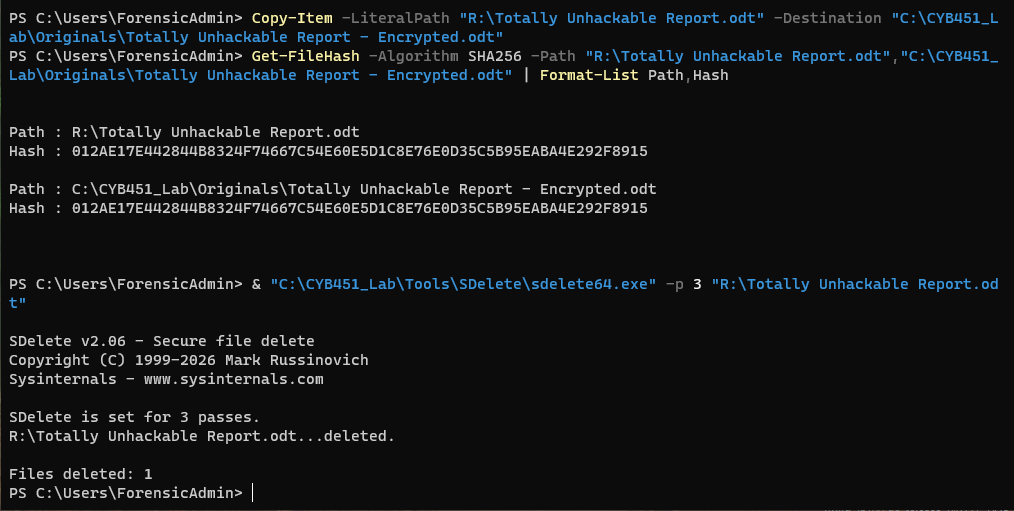 PS C:\Users\ForensicAdmin> Copy-Item -LiteralPath "R:\Totally Unhackable Report.odt" -Destination "C:\CYB451_L
ab\Originals\Totally Unhackable Report - Encrypted.odt"
PS C:\Users\ForensicAdmin> Get-FileHash -Algorithm SHA256 -Path "R:\Totally Unhackable Report.odt","C:\CYB451_
Lab\Originals\Totally Unhackable Report - Encrypted.odt" | Format-List Path,Hash
Path : R:\Totally Unhackable Report.odt
Hash : 012AE17E442844B8324F74667C54E60E5D1C8E76E0D35C5B95EABA4E292F8915
Path : C:\CYB451_Lab\Originals\Totally Unhackable Report - Encrypted.odt
Hash : 012AE17E442844B8324F74667C54E60E5D1C8E76E0D35C5B95EABA4E292F8915
PS C:\Users\ForensicAdmin> & "C:\CYB451_Lab\Tools\SDelete\sdelete64.exe" -p 3 "R:\Totally Unhackable Report.od
t"
SDelete v2.06 - Secure file delete
Copyright (C) 1999-2026 Mark Russinovich
Sysinternals - www.sysinternals.com
SDelete is set for 3 passes.
R:\Totally Unhackable Report.odt...deleted.
Files deleted: 1
PS C:\Users\ForensicAdmin>